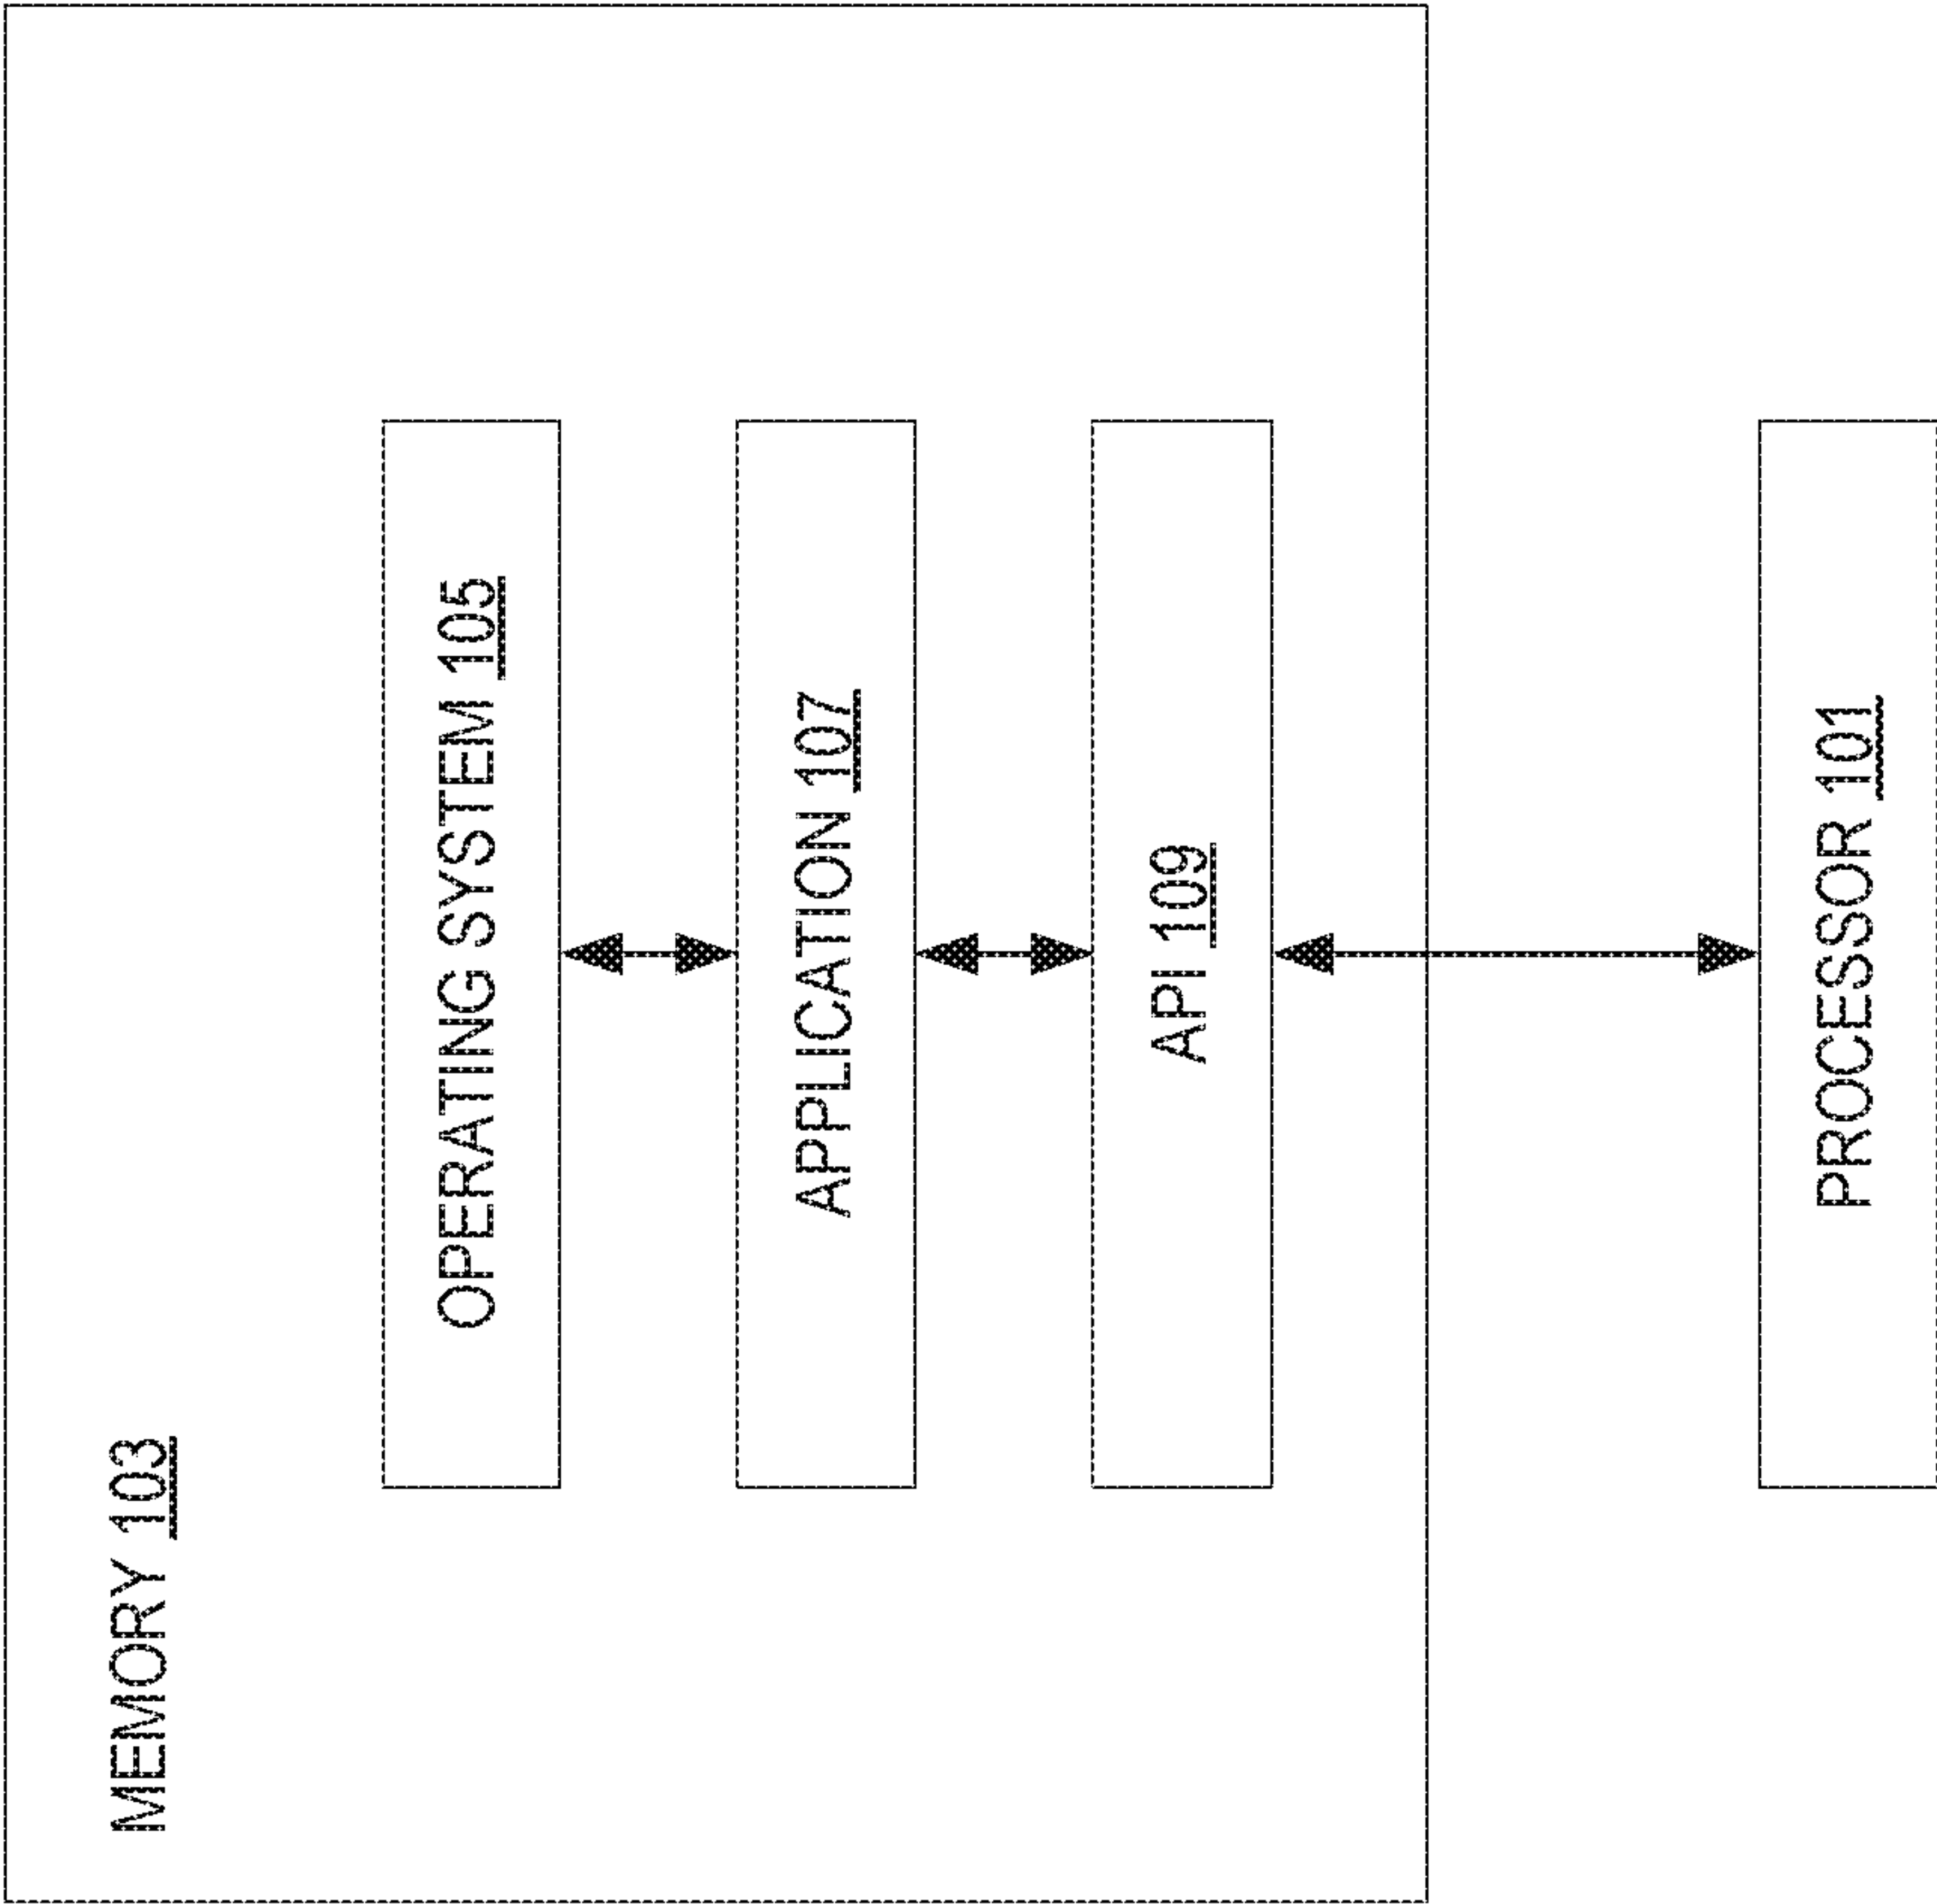 MEMORY 103
OPERATING SYSTEM 105
APPLICATION 107
API 109
PROCESSOR 101